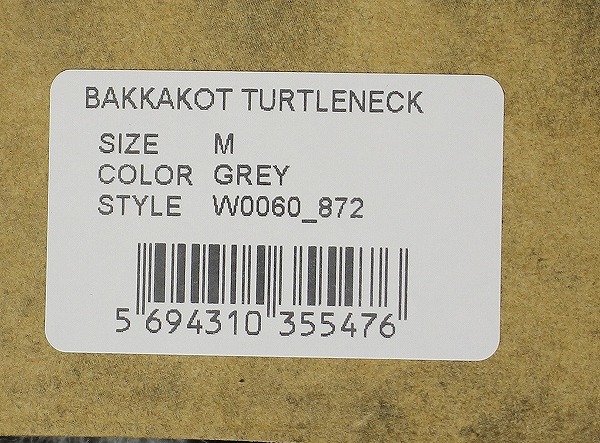 BAKKAKOT TURTLENECK
SIZE M
COLOR GREY
STYLE W0060_872
5 694310 355476